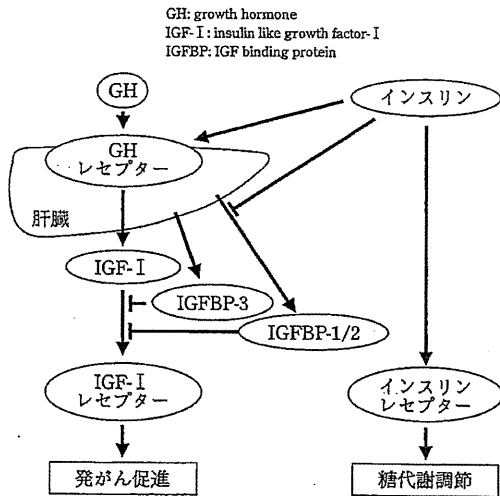 GH: growth hormone
IGF-Ⅰ: insulin like growth factor-Ⅰ
IGFBP: IGF binding protein
GH
インスリン
GH
レセプター
肝臓
IGF-Ⅰ
IGFBP-3
IGFBP-1/2
IGF-Ⅰ
レセプター
インスリン
レセプター
発がん促進
糖代謝調節